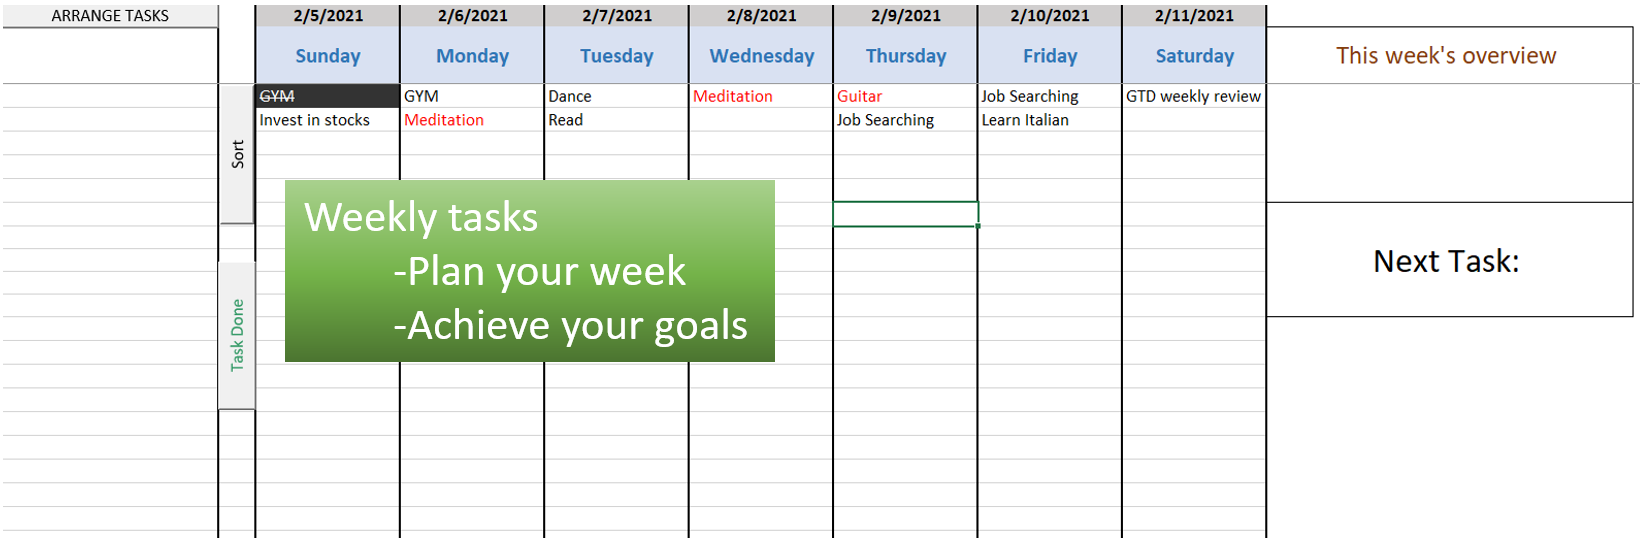 ARRANGE TASKS 2/5/2021 2/6/2021 2/7/2021 2/8/2021 2/9/2021 2/10/2021 2/11/2021
Sunday Monday Tuesday Wednesday Thursday Friday Saturday This week's overview
GYM GYM Dance Meditation Guitar Job Searching GTD weekly review
Invest in stocks Meditation Read Job Searching Learn Italian
Sort
Weekly tasks
-Plan your week
-Achieve your goals
Next Task:
Task Done